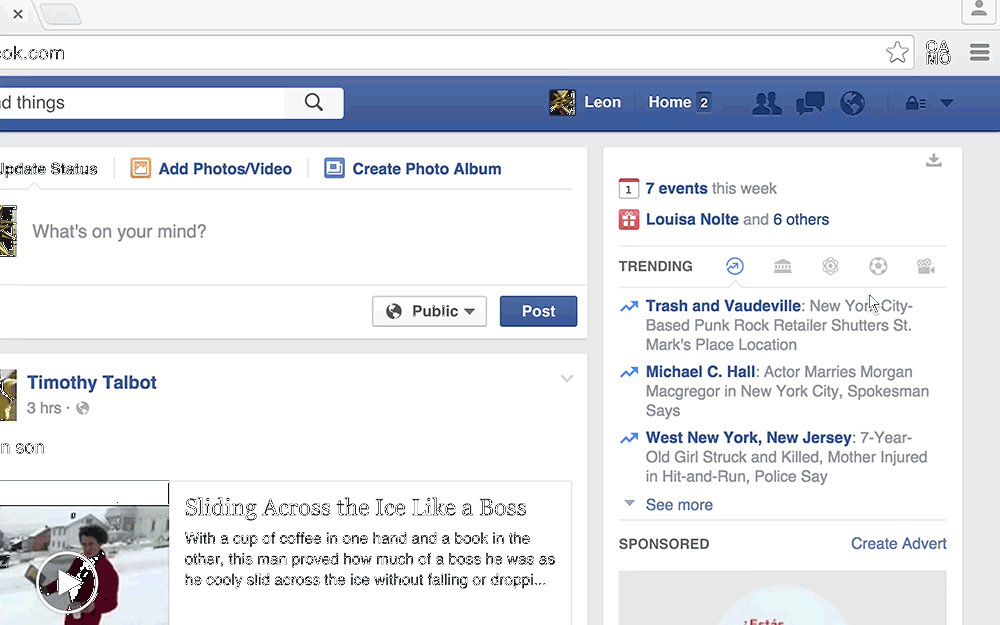 ook.com
CA
MO
d things
Leon
Home 2
Update Status
Add Photos/Video
Create Photo Album
What's on your mind?
Public
Post
1
7 events this week
Louisa Nolte and 6 others
TRENDING
Trash and Vaudeville: New York City-
Based Punk Rock Retailer Shutters St.
Mark's Place Location
Michael C. Hall: Actor Marries Morgan
Macgregor in New York City, Spokesman
Says
West New York, New Jersey: 7-Year-
Old Girl Struck and Killed, Mother Injured
in Hit-and-Run, Police Say
See more
SPONSORED
Create Advert
¿Estás
Timothy Talbot
3 hrs ·
n son
Sliding Across the Ice Like a Boss
With a cup of coffee in one hand and a book in the
other, this man proved how much of a boss he was as
he cooly slid across the ice without falling or droppi...